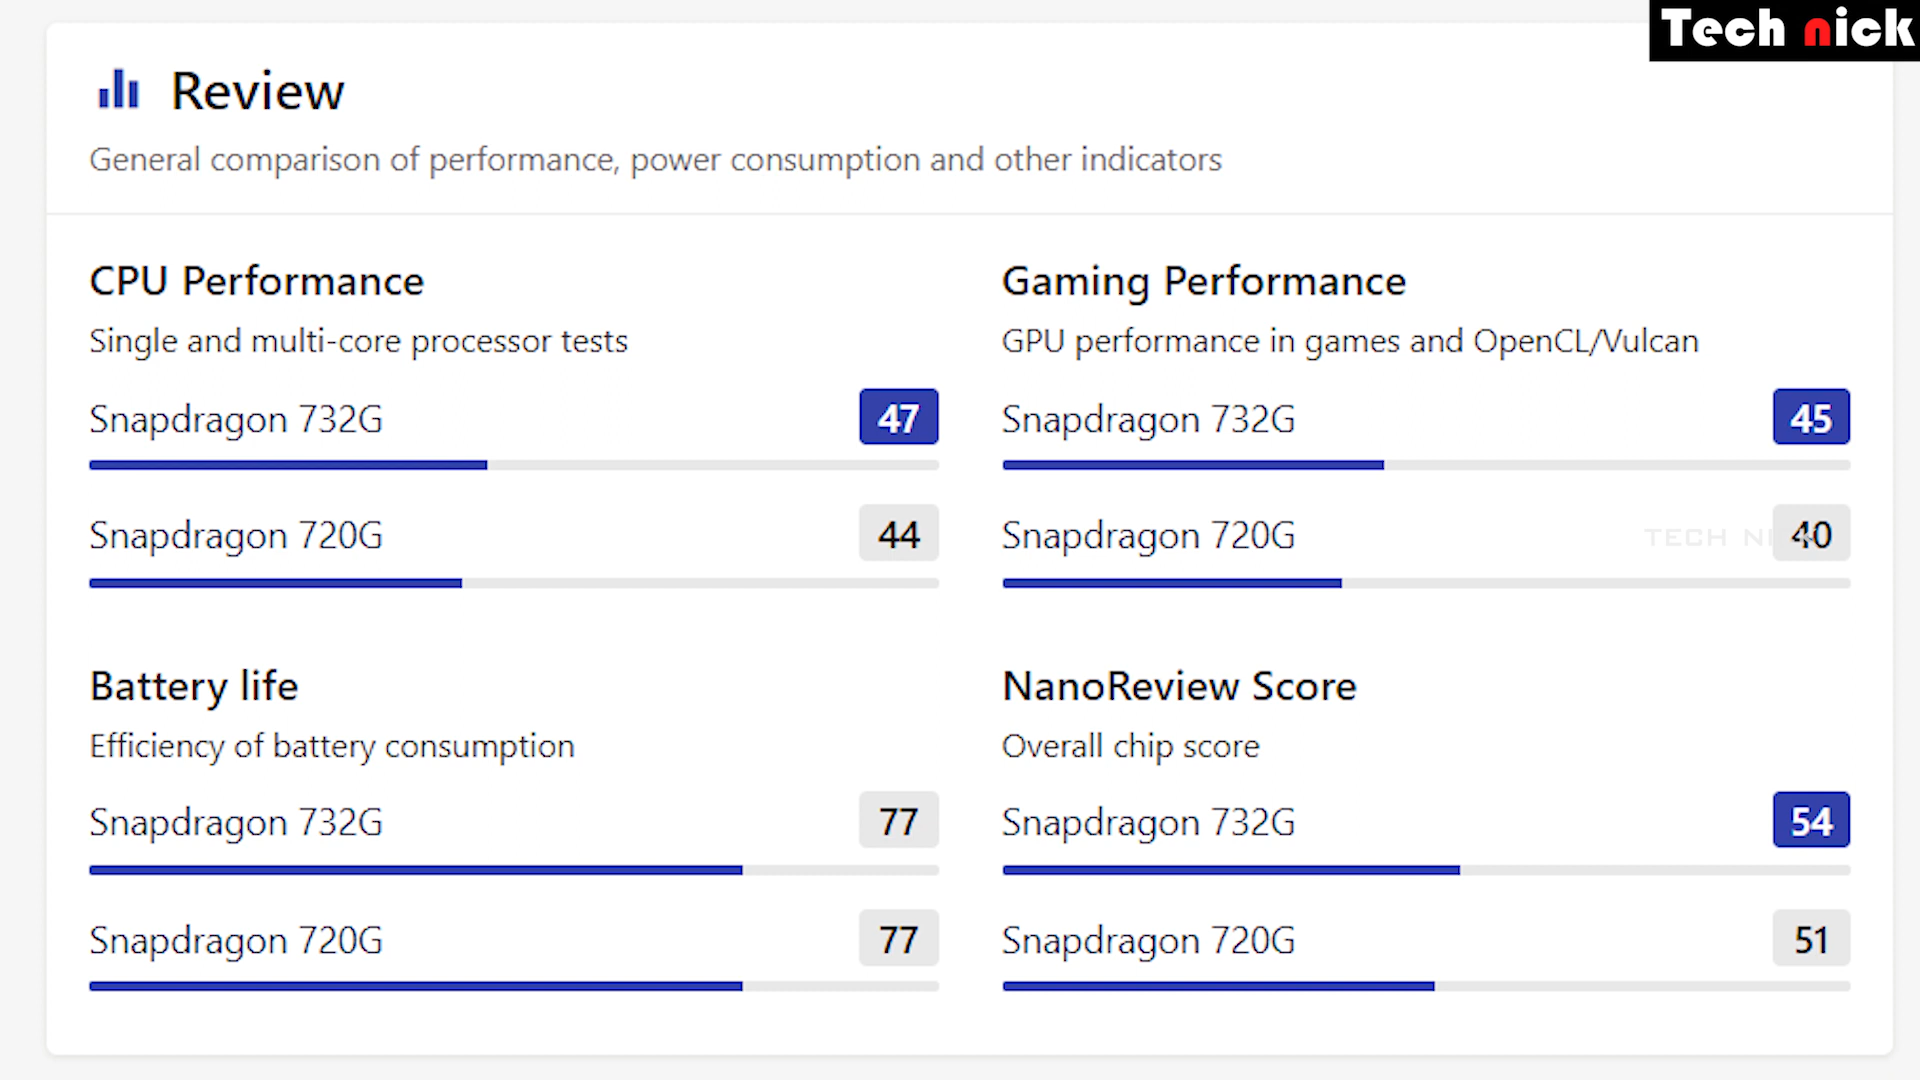 Tech nick
Review
General comparison of performance, power consumption and other indicators
CPU Performance
Single and multi-core processor tests
Snapdragon 732G 47
Snapdragon 720G 44
Gaming Performance
GPU performance in games and OpenCL/Vulcan
Snapdragon 732G 45
Snapdragon 720G 40
TECH
Battery life
Efficiency of battery consumption
Snapdragon 732G 77
Snapdragon 720G 77
NanoReview Score
Overall chip score
Snapdragon 732G 54
Snapdragon 720G 51